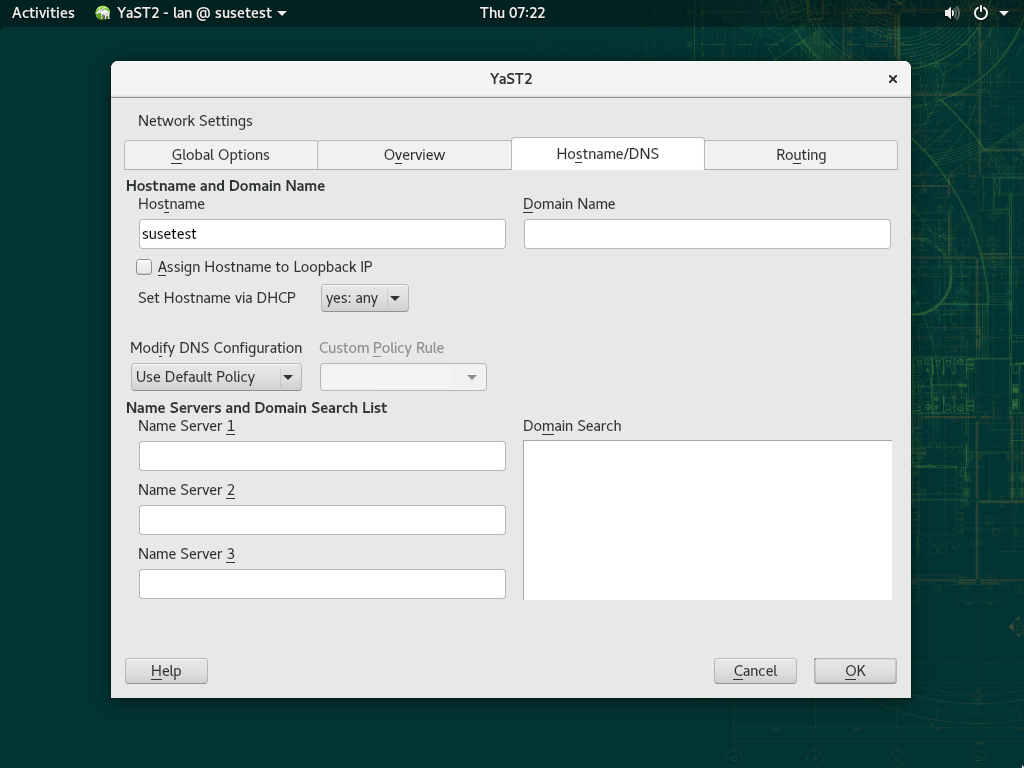 Activities YaST2 - lan @ susetest Thu 07:22
YaST2
Network Settings
Global Options Overview Hostname/DNS Routing
Hostname and Domain Name
Hostname Domain Name
susetest
Assign Hostname to Loopback IP
Set Hostname via DHCP yes: any
Modify DNS Configuration Custom Policy Rule
Use Default Policy
Name Servers and Domain Search List
Name Server 1 Domain Search
Name Server 2
Name Server 3
Help Cancel OK